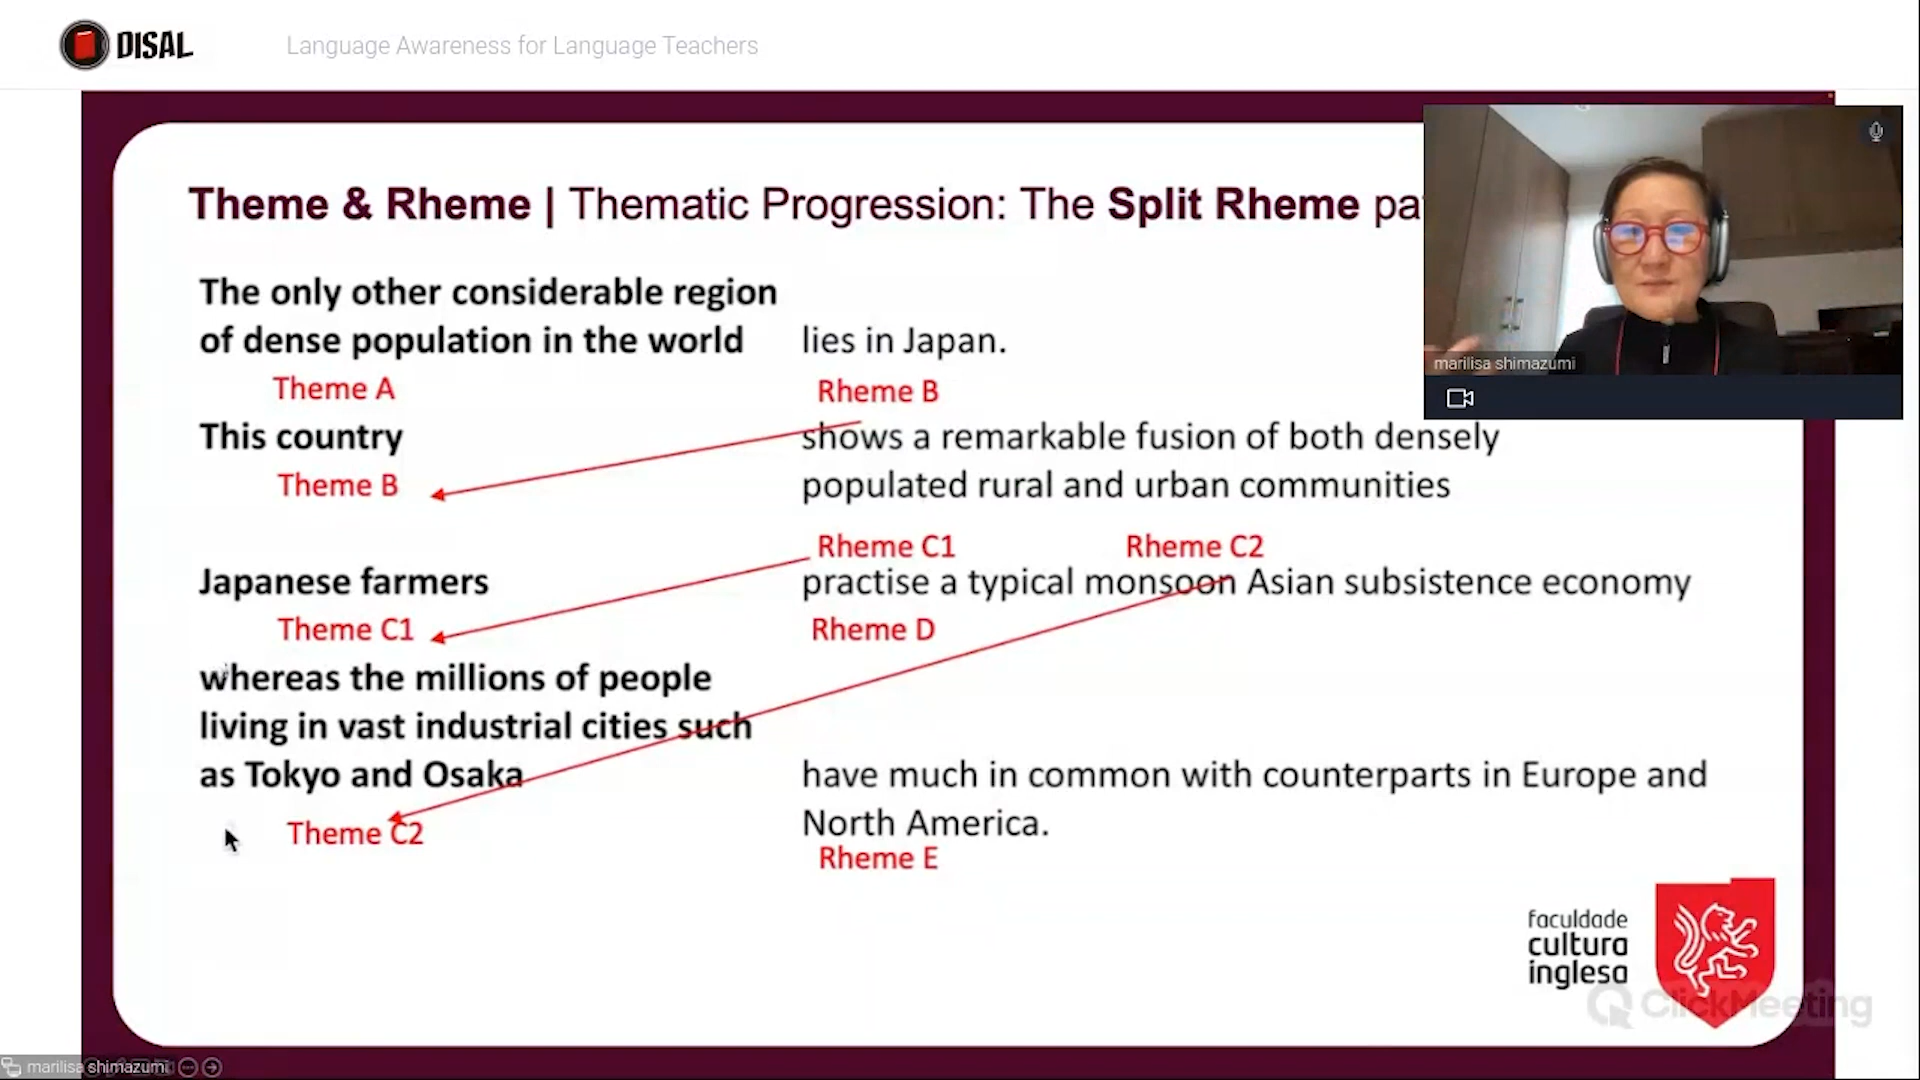 DISAL
Language Awareness for Language Teachers
Theme & Rheme | Thematic Progression: The Split Rheme
The only other considerable region
of dense population in the world
lies in Japan.
Theme A
Rheme B
This country
shows a remarkable fusion of both densely
populated rural and urban communities
Theme B
Rheme C1
Rheme C2
Japanese farmers
practise a typical monsoon Asian subsistence economy
Theme C1
Rheme D
whereas the millions of people
living in vast industrial cities such
as Tokyo and Osaka
have much in common with counterparts in Europe and
North America.
Theme C2
Rheme E
marilisa shimazumi
faculdade
cultura
inglesa
ClickMeeting
marilisa shimazumi